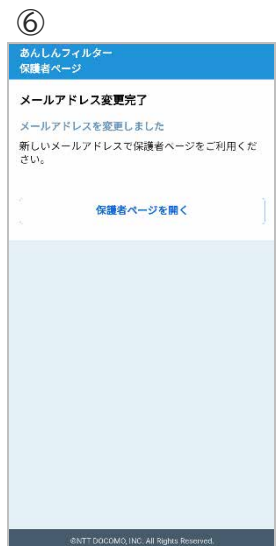 ⑥
あんしんフィルター
保護者ページ
メールアドレス変更完了
メールアドレスを変更しました
新しいメールアドレスで保護者ページをご利用くだ
さい。
保護者ページを開く
©NTT DOCOMO, INC. All Rights Reserved.